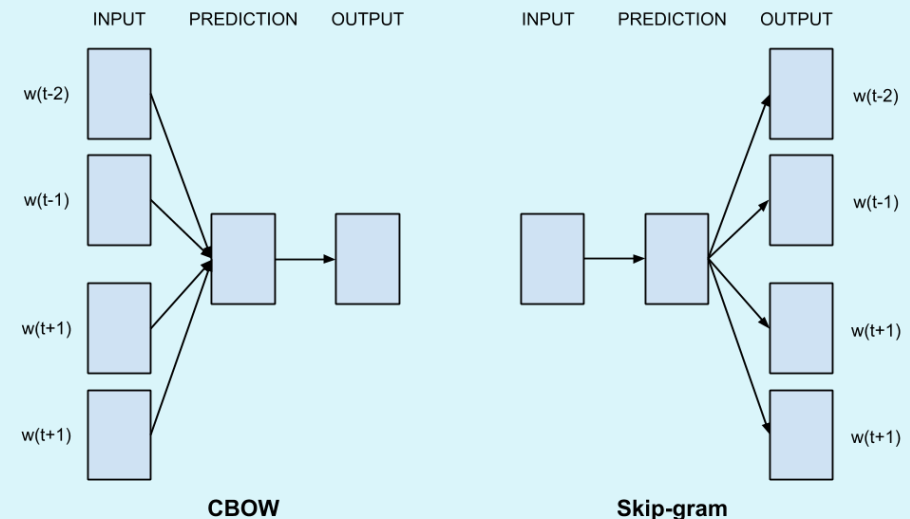 INPUT PREDICTION OUTPUT
w(t-2)
w(t-1)
w(t+1)
w(t+1)
CBOW
INPUT PREDICTION OUTPUT
w(t-2)
w(t-1)
w(t+1)
w(t+1)
Skip-gram